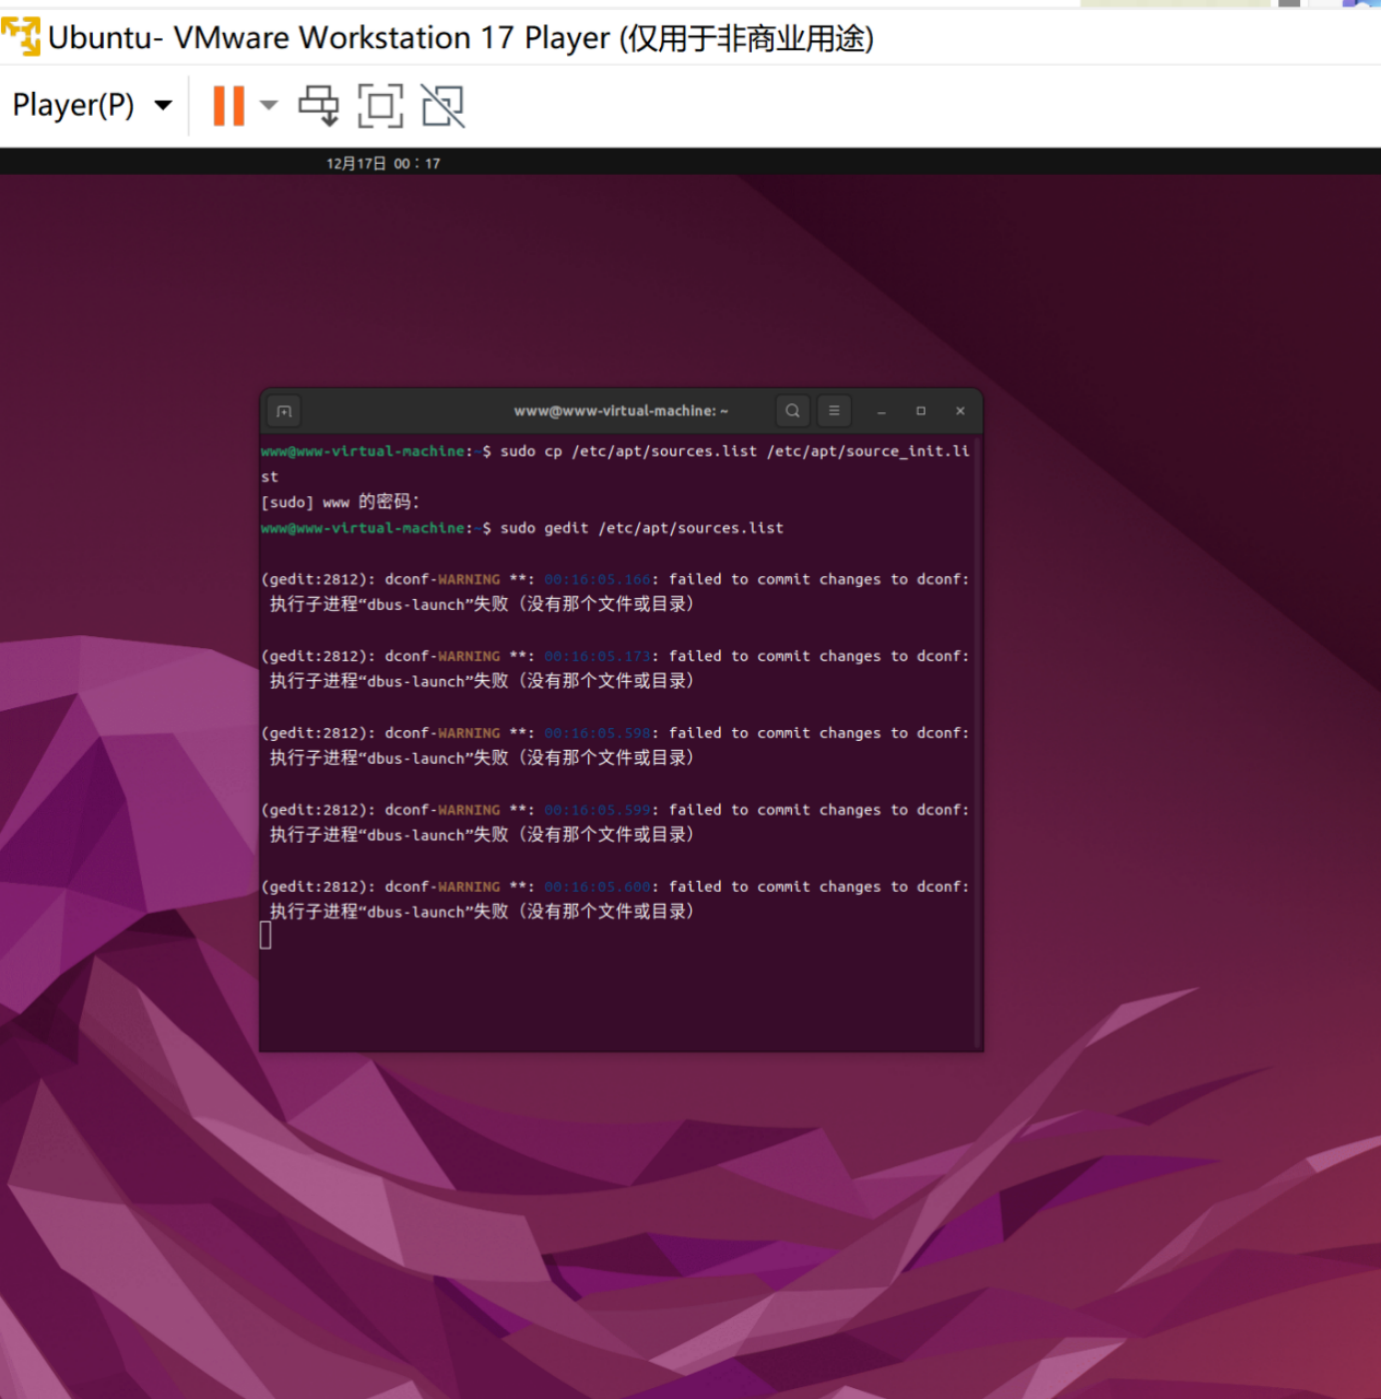 Ubuntu- VMware Workstation 17 Player (仅用于非商业用途)
Player(P)
12月17日 00：17
www@www-virtual-machine: ~
www@www-virtual-machine:~$ sudo cp /etc/apt/sources.list /etc/apt/source_init.li
st
[sudo] www 的密码：
www@www-virtual-machine:~$ sudo gedit /etc/apt/sources.list
(gedit:2812): dconf-WARNING **: 00:16:05.166: failed to commit changes to dconf:
执行子进程“dbus-launch”失败（没有那个文件或目录）
(gedit:2812): dconf-WARNING **: 00:16:05.173: failed to commit changes to dconf:
执行子进程“dbus-launch”失败（没有那个文件或目录）
(gedit:2812): dconf-WARNING **: 00:16:05.598: failed to commit changes to dconf:
执行子进程“dbus-launch”失败（没有那个文件或目录）
(gedit:2812): dconf-WARNING **: 00:16:05.599: failed to commit changes to dconf:
执行子进程“dbus-launch”失败（没有那个文件或目录）
(gedit:2812): dconf-WARNING **: 00:16:05.600: failed to commit changes to dconf:
执行子进程“dbus-launch”失败（没有那个文件或目录）